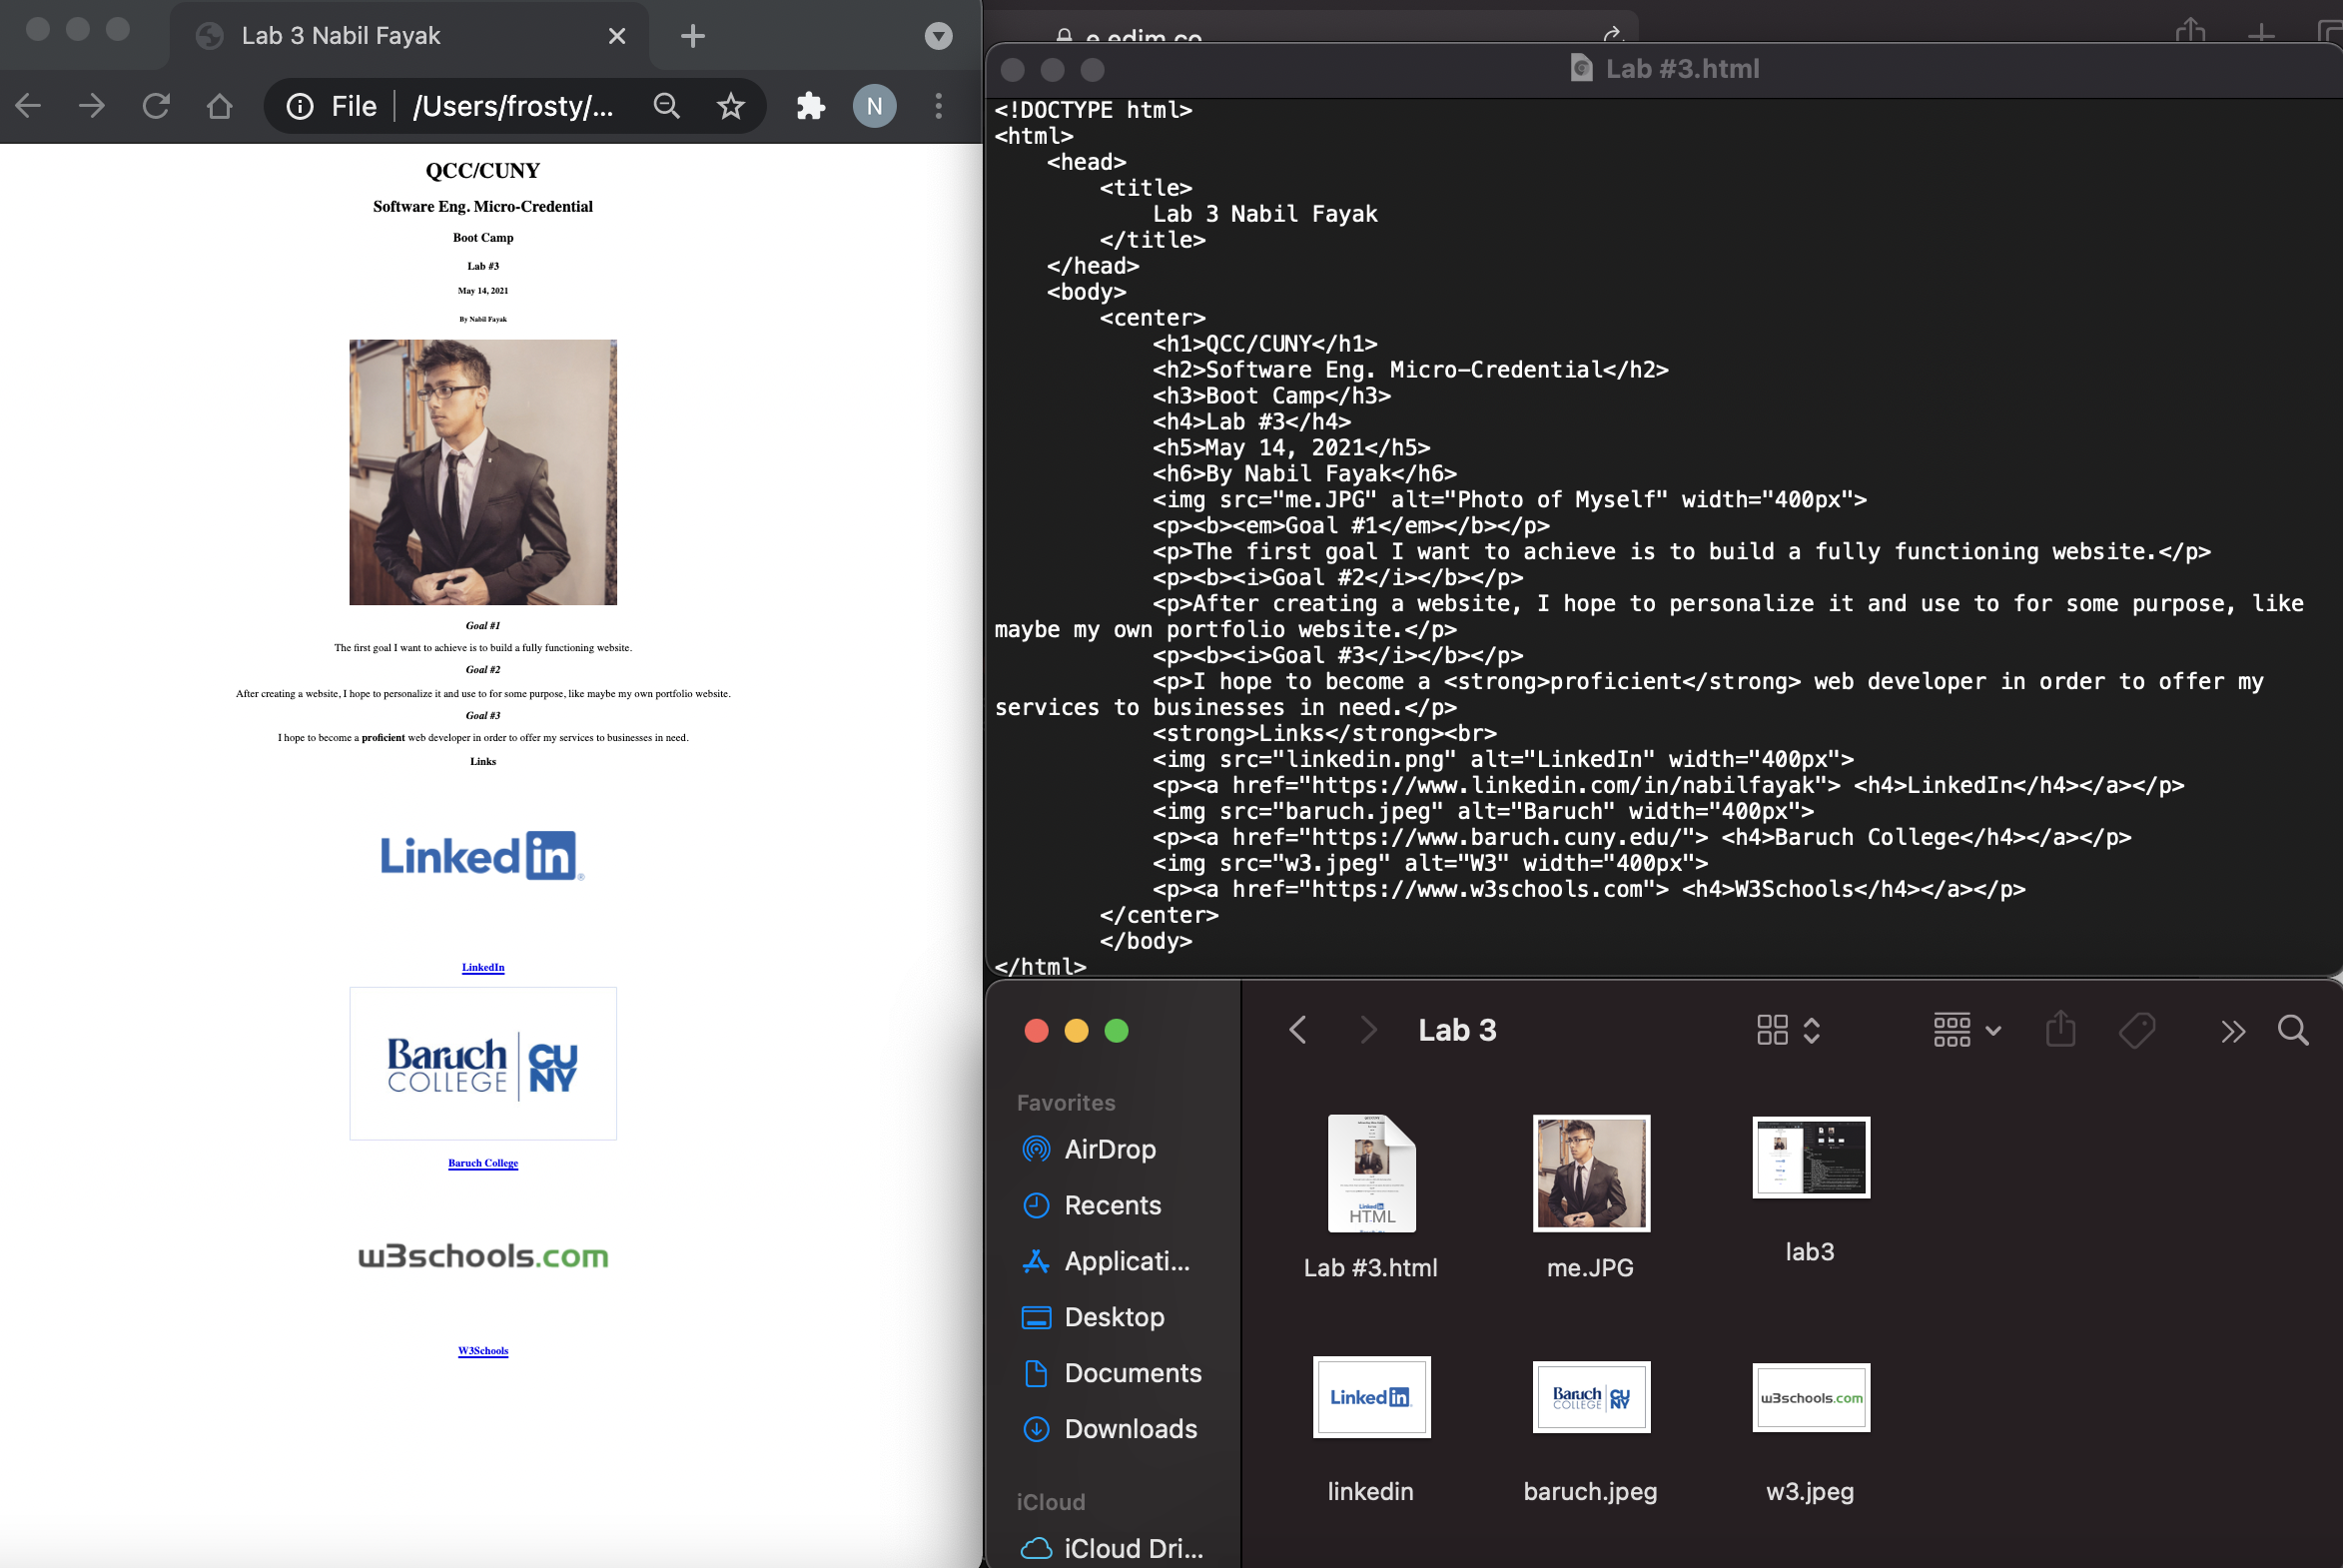 Lab 3 Nabil Fayak
File
/Users/frosty/...
N
QCC/CUNY
Software Eng. Micro-Credential
Boot Camp
Lab #3
May 14, 2021
By Nabil Fayak
Goal #1
The first goal I want to achieve is to build a fully functioning website.
Goal #2
After creating a website, I hope to personalize it and use to for some purpose, like maybe my own portfolio website.
Goal #3
I hope to become a proficient web developer in order to offer my services to businesses in need.
Links
Linked in ®
LinkedIn
Baruch CU
COLLEGE NY
Baruch College
w3schools.com
W3Schools
e.edim.co
Lab #3.html
<!DOCTYPE html>
<html>
<head>
<title>
Lab 3 Nabil Fayak
</title>
</head>
<body>
<center>
<h1>QCC/CUNY</h1>
<h2>Software Eng. Micro-Credential</h2>
<h3>Boot Camp</h3>
<h4>Lab #3</h4>
<h5>May 14, 2021</h5>
<h6>By Nabil Fayak</h6>
<img src="me.JPG" alt="Photo of Myself" width="400px">
<p><b><em>Goal #1</em></b></p>
<p>The first goal I want to achieve is to build a fully functioning website.</p>
<p><b><i>Goal #2</i></b></p>
<p>After creating a website, I hope to personalize it and use to for some purpose, like
maybe my own portfolio website.</p>
<p><b><i>Goal #3</i></b></p>
<p>I hope to become a <strong>proficient</strong> web developer in order to offer my
services to businesses in need.</p>
<strong>Links</strong><br>
<img src="linkedin.png" alt="LinkedIn" width="400px">
<p><a href="https://www.linkedin.com/in/nabilfayak"> <h4>LinkedIn</h4></a></p>
<img src="baruch.jpeg" alt="Baruch" width="400px">
<p><a href="https://www.baruch.cuny.edu/"> <h4>Baruch College</h4></a></p>
<img src="w3.jpeg" alt="W3" width="400px">
<p><a href="https://www.w3schools.com"> <h4>W3Schools</h4></a></p>
</center>
</body>
</html>
Lab 3
Favorites
AirDrop
Recents
Applicati...
Desktop
Documents
Downloads
iCloud
iCloud Dri...
Linked in
HTML
Lab #3.html
me.JPG
lab3
Linked in
linkedin
Baruch CU
COLLEGE NY
baruch.jpeg
w3schools.com
w3.jpeg